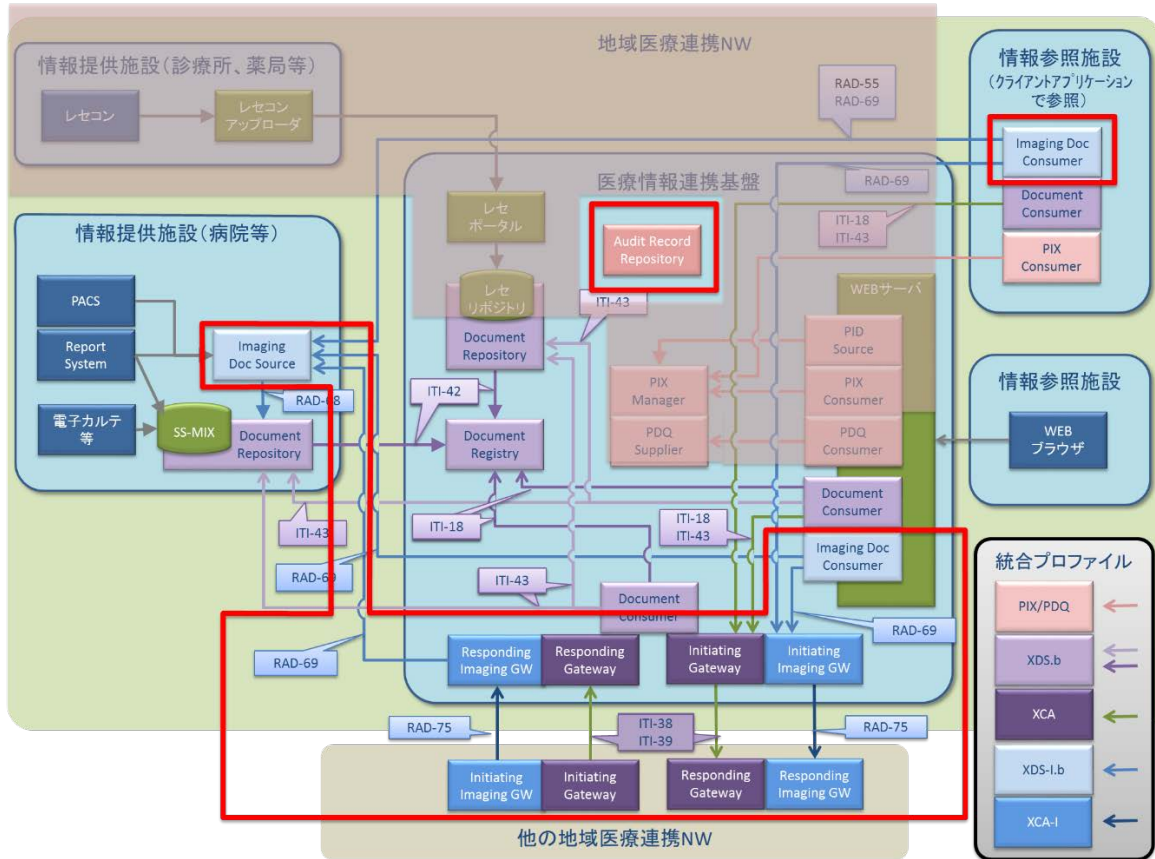 地域医療連携NW
情報提供施設(診療所、薬局等)
レセコン
レセコン
アップローダ
RAD-55
RAD-69
情報参照施設
(クライアントアプリケーション
で参照)
Imaging Doc
Consumer
Document
Consumer
PIX
Consumer
RAD-69
ITI-18
ITI-43
医療情報連携基盤
レセ
ポータル
Audit Record
Repository
レセ
リポジトリ
ITI-43
Document
Repository
WEBサーバ
PID
Source
PIX
Manager
PIX
Consumer
PDQ
Supplier
PDQ
Consumer
情報提供施設(病院等)
PACS
Report
System
Imaging
Doc Source
RAD-68
電子カルテ
等
SS-MIX
Document
Repository
ITI-42
Document
Registry
情報参照施設
WEB
ブラウザ
Document
Consumer
ITI-43
ITI-18
ITI-18
ITI-43
Imaging Doc
Consumer
RAD-69
ITI-43
Document
Consumer
RAD-69
RAD-69
Responding
Imaging GW
Responding
Gateway
Initiating
Gateway
Initiating
Imaging GW
RAD-75
ITI-38
ITI-39
RAD-75
Initiating
Imaging GW
Initiating
Gateway
Responding
Gateway
Responding
Imaging GW
他の地域医療連携NW
統合プロファイル
PIX/PDQ
XDS.b
XCA
XDS-I.b
XCA-I